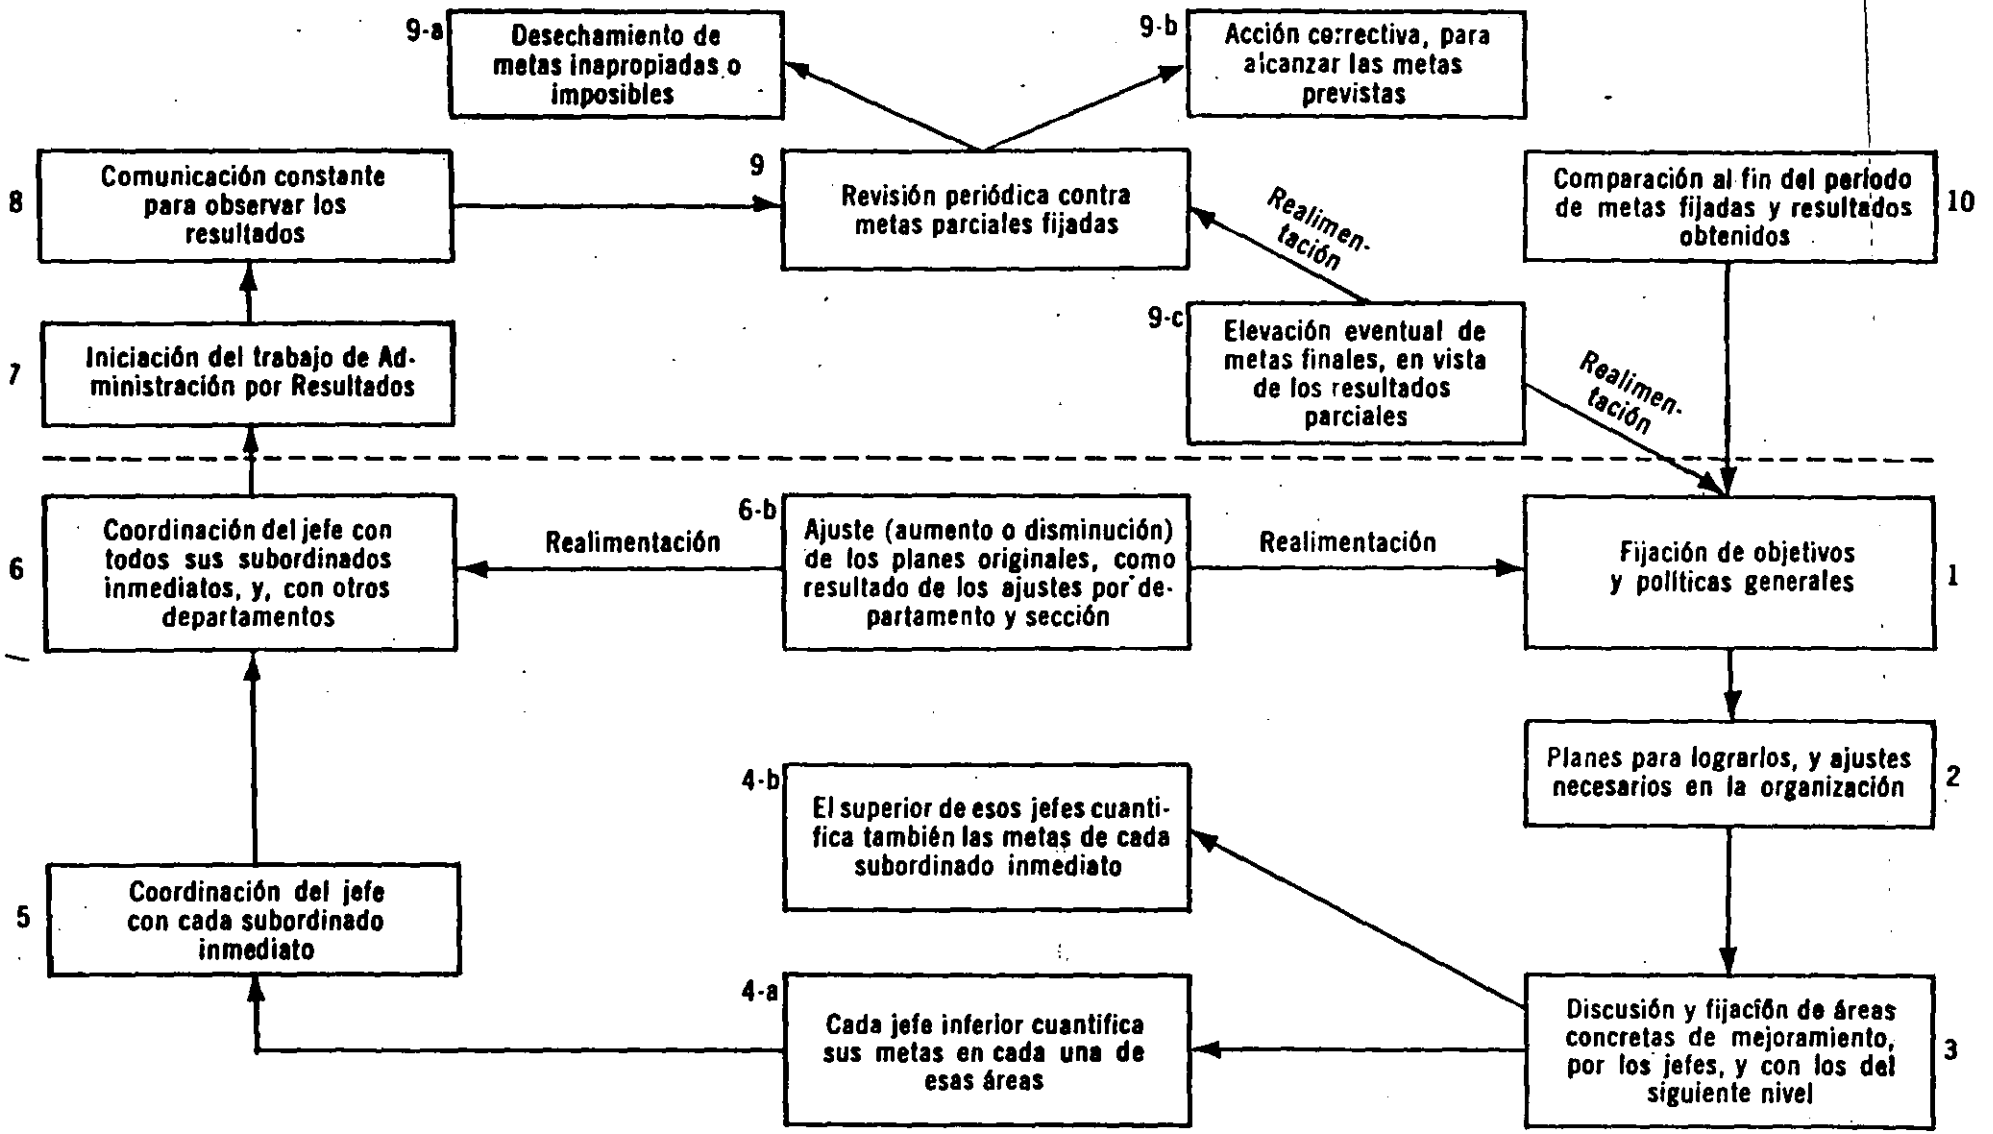 9-a
Desechamiento de
metas inapropiadas o
imposibles
9-b
Acción correctiva, para
alcanzar las metas
previstas
8
Comunicación constante
para observar los
resultados
9
Revisión periódica contra
metas parciales fijadas
Realimen-
tación
Comparación al fin del período
de metas fijadas y resultados
obtenidos
10
7
Iniciación del trabajo de Ad-
ministración por Resultados
9-c
Elevación eventual de
metas finales, en vista
de los resultados
parciales
Realimen-
tación
6
Coordinación del jefe con
todos sus subordinados
inmediatos, y, con otros
departamentos
Realimentación
6-b
Ajuste (aumento o disminución)
de los planes originales, como
resultado de los ajustes por de-
partamento y sección
Realimentación
Fijación de objetivos
y políticas generales
1
Planes para lograrlos, y ajustes
necesarios en la organización
2
4-b
El superior de esos jefes cuanti-
fica también las metas de cada
subordinado inmediato
5
Coordinación del jefe
con cada subordinado
inmediato
4-a
Cada jefe inferior cuantifica
sus metas en cada una de
esas áreas
Discusión y fijación de áreas
concretas de mejoramiento,
por los jefes, y con los del
siguiente nivel
3